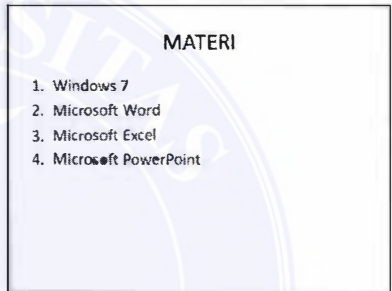 MATERI
1. Windows 7
2. Microsoft Word
3. Microsoft Excel
4. Microsoft PowerPoint